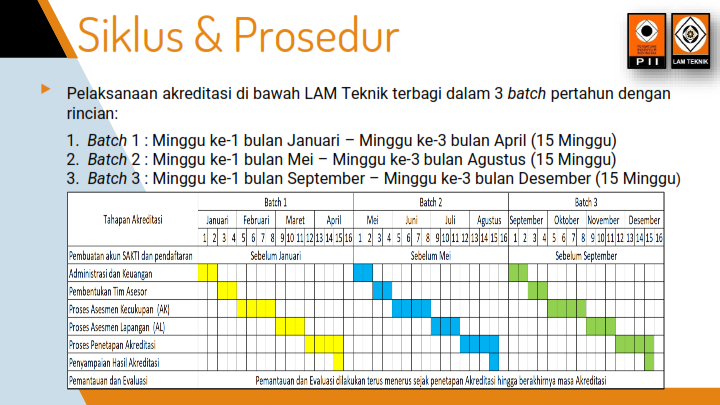 Siklus & Prosedur
PII
LAM TEKNIK
Pelaksanaan akreditasi di bawah LAM Teknik terbagi dalam 3 batch pertahun dengan
rincian:
1. Batch 1 : Minggu ke-1 bulan Januari – Minggu ke-3 bulan April (15 Minggu)
2. Batch 2 : Minggu ke-1 bulan Mei – Minggu ke-3 bulan Agustus (15 Minggu)
3. Batch 3 : Minggu ke-1 bulan September – Minggu ke-3 bulan Desember (15 Minggu)
Tahapan Akreditasi Batch 1 Batch 2 Batch 3
Januari Februari Maret April Mei Juni Juli Agustus September Oktober November Desember
1 2 3 4 5 6 7 8 9 10 11 12 13 14 15 16 1 2 3 4 5 6 7 8 9 10 11 12 13 14 15 16 1 2 3 4 5 6 7 8 9 10 11 12 13 14 15 16
Pembuatan akun SAKTI dan pendaftaran Sebelum Januari Sebelum Mei Sebelum September
Administrasi dan Keuangan
Pembentukan Tim Asesor
Proses Asesmen Kecukupan (AK)
Proses Asesmen Lapangan (AL)
Proses Penetapan Akreditasi
Penyampaian Hasil Akreditasi
Pemantauan dan Evaluasi Pemantauan dan Evaluasi dilakukan terus menerus sejak penetapan Akreditasi hingga berakhirnya masa Akreditasi